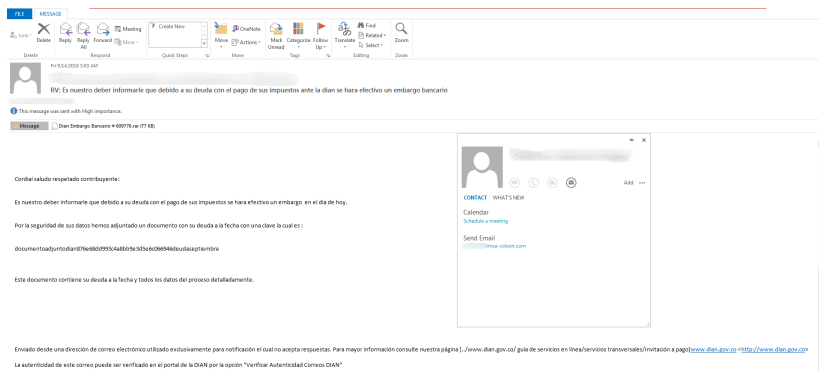 FILE MESSAGE
Junk Delete Reply Reply All Forward Meeting More Create New Move OneNote Actions Mark Unread Categorize Follow Up Translate Find Related Select Zoom
Delete Respond Quick Steps Move Tags Editing Zoom
Fri 9/14/2018 5:03 AM
RV: Es nuestro deber informarle que debido a su deuda con el pago de sus impuestos ante la dian se hara efectivo un embargo bancario
This message was sent with High importance.
Message Dian Embargo Bancario # 609776.rar (77 KB)
Cordial saludo respetado contribuyente:
Es nuestro deber informarle que debido a su deuda con el pago de sus impuestos se hara efectivo un embargo en el dia de hoy.
Por la seguridad de sus datos hemos adjuntado un documento con su deuda a la fecha con una clave la cual es :
documentoadjuntodian876e68dd993c4a8bb9e3d5e6c066946deudaseptiembre
Este documento contiene su deuda a la fecha y todos los datos del proceso detalladamente.
Add
CONTACT WHAT'S NEW
Calendar
Schedule a meeting
Send Email
imsa-colson.com
Enviado desde una dirección de correo electrónico utilizado exclusivamente para notificación el cual no acepta respuestas. Para mayor información consulte nuestra página (../www.dian.gov.co/ guía de servicios en línea/servicios transversales/invitación a pago)www.dian.gov.co <http://www.dian.gov.co>
La autenticidad de este correo puede ser verificado en el portal de la DIAN por la opción "Verificar Autenticidad Correos DIAN"